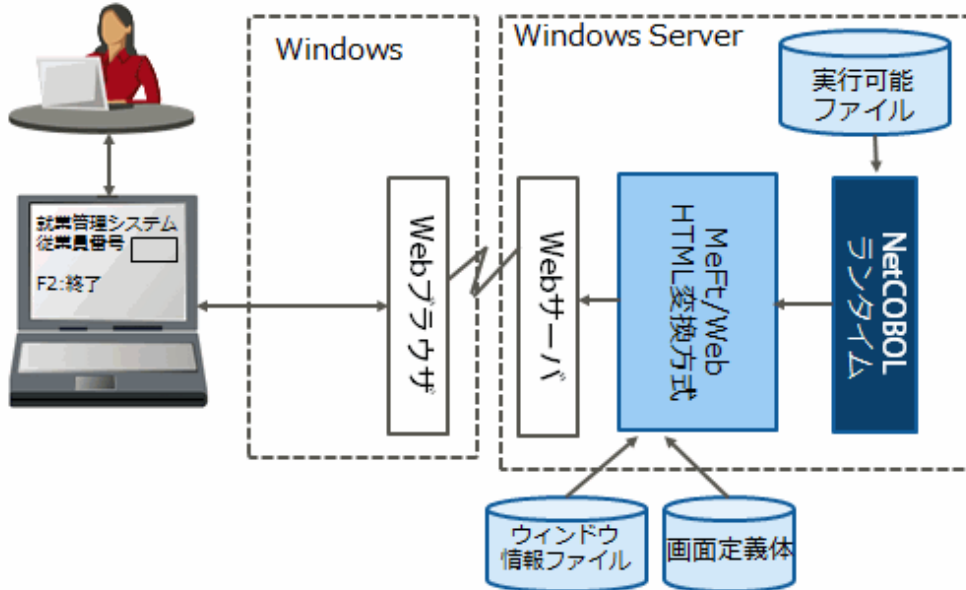 Windows
Windows Server
実行可能
ファイル
就業管理システム
従業員番号
F2:終了
Webブラウザ
Webサーバ
MeFt/Web
HTML変換方式
NetCOBOL
ランタイム
ウィンドウ
情報ファイル
画面定義体